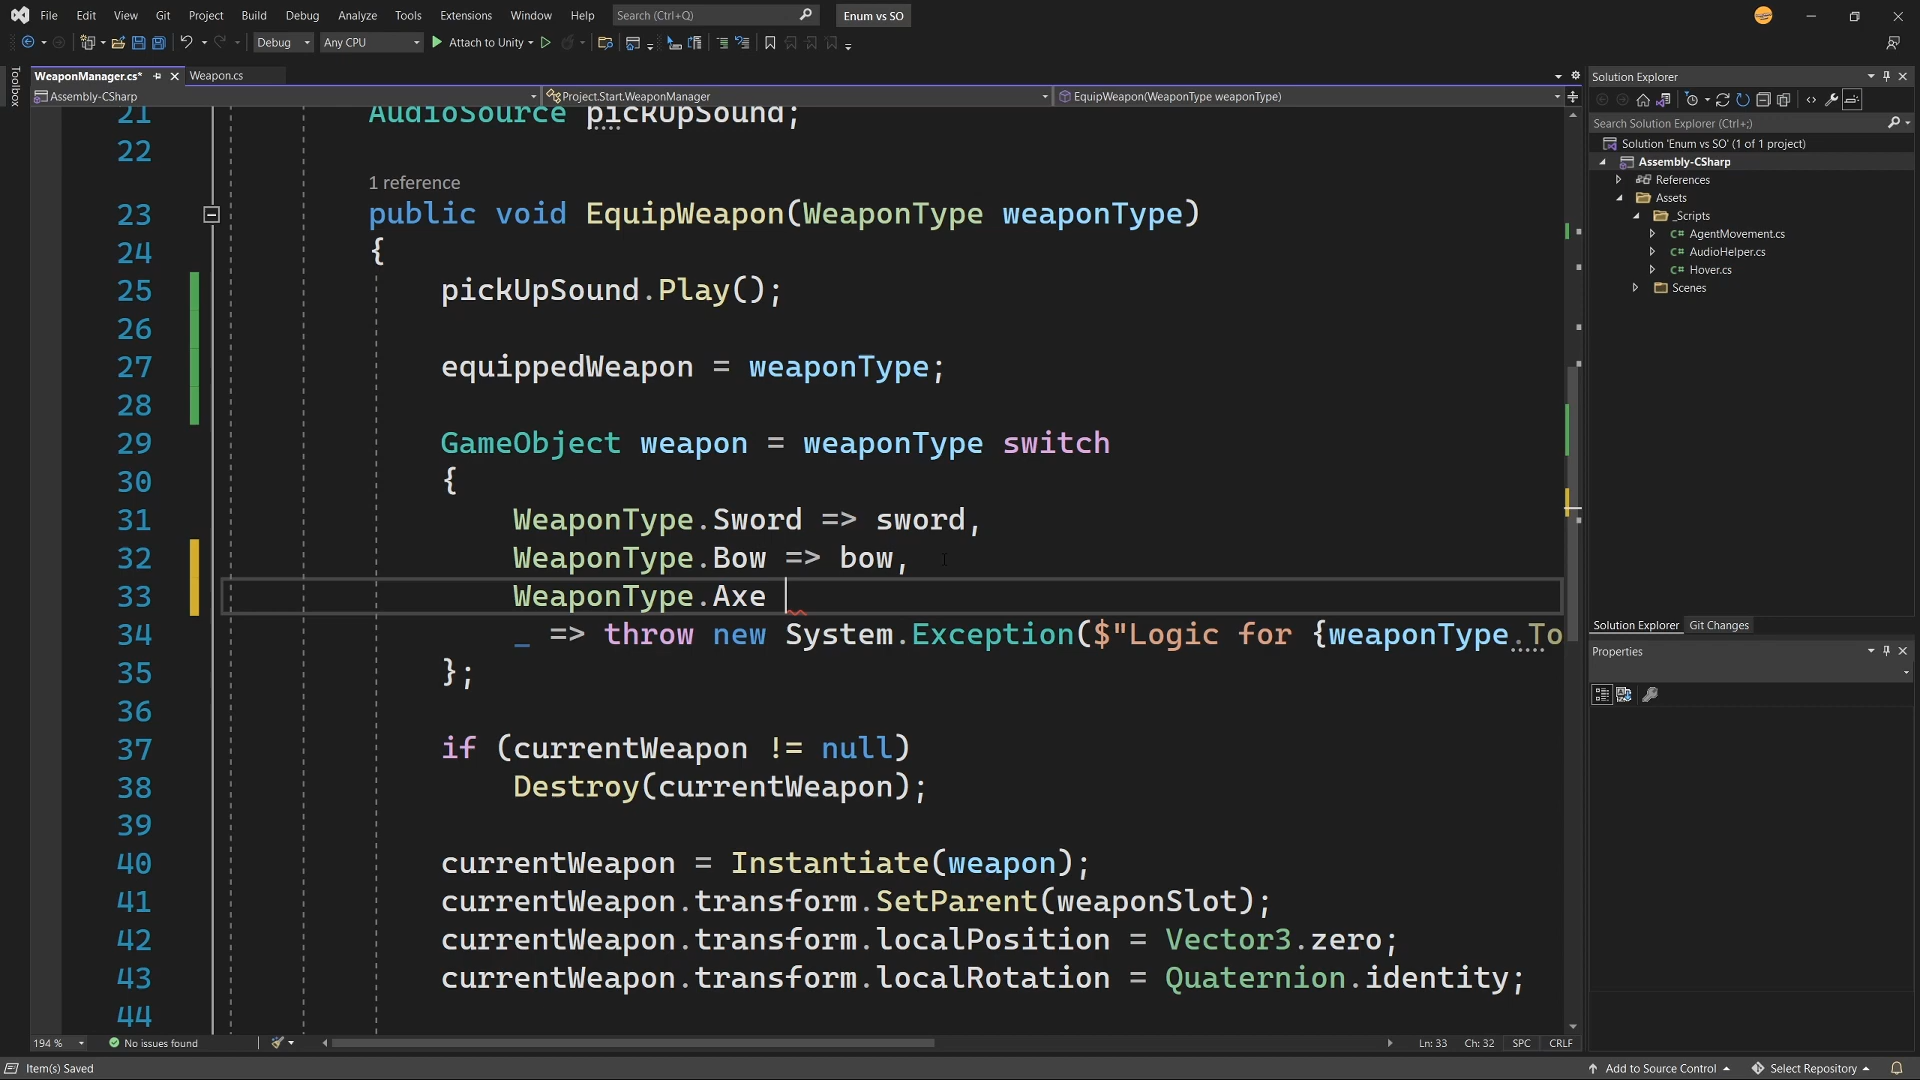 File Edit View Git Project Build Debug Analyze Tools Extensions Window Help Search (Ctrl+Q) Enum vs SO
Debug Any CPU Attach to Unity
Toolbox
WeaponManager.cs* Weapon.cs
Assembly-CSharp Project.Start.WeaponManager EquipWeapon(WeaponType weaponType)
21 AudioSource pickUpSound;
22
1 reference
23 public void EquipWeapon(WeaponType weaponType)
24 {
25 pickUpSound.Play();
26
27 equippedWeapon = weaponType;
28
29 GameObject weapon = weaponType switch
30 {
31 WeaponType.Sword => sword,
32 WeaponType.Bow => bow,
33 WeaponType.Axe
34 _ => throw new System.Exception($"Logic for {weaponType.To
35 };
36
37 if (currentWeapon != null)
38 Destroy(currentWeapon);
39
40 currentWeapon = Instantiate(weapon);
41 currentWeapon.transform.SetParent(weaponSlot);
42 currentWeapon.transform.localPosition = Vector3.zero;
43 currentWeapon.transform.localRotation = Quaternion.identity;
44
194 % No issues found Ln: 33 Ch: 32 SPC CRLF
Solution Explorer
Search Solution Explorer (Ctrl+;)
Solution 'Enum vs SO' (1 of 1 project)
Assembly-CSharp
References
Assets
_Scripts
C# AgentMovement.cs
C# AudioHelper.cs
C# Hover.cs
Scenes
Solution Explorer Git Changes
Properties
Item(s) Saved Add to Source Control Select Repository